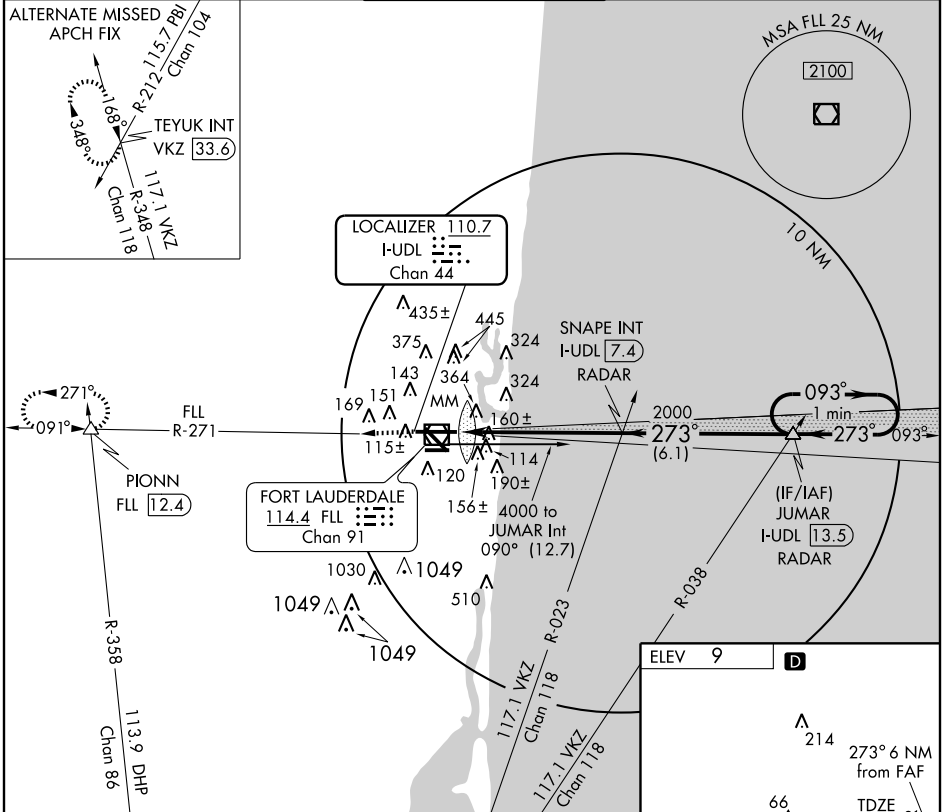 ALTERNATE MISSED
APCH FIX
R-212
115.7 PBI
Chan 104
168°
348°
TEYUK INT
VKZ 33.6
R-348
117.1 VKZ
Chan 118
MSA FLL 25 NM
2100
LOCALIZER 110.7
I-UDL
Chan 44
10 NM
435±
445
375
324
143
364
324
169
151
MM
160±
115±
120
114
190±
156±
SNAPE INT
I-UDL 7.4
RADAR
2000
273°
(6.1)
093°
1 min
273°
093°
271°
091°
FLL
R-271
PIONN
FLL 12.4
FORT LAUDERDALE
114.4 FLL
Chan 91
4000 to
JUMAR Int
090° (12.7)
(IF/IAF)
JUMAR
I-UDL 13.5
RADAR
1030
1049
1049
1049
510
R-023
117.1 VKZ
Chan 118
R-038
117.1 VKZ
Chan 118
R-358
113.9 DHP
Chan 86
ELEV 9
D
214
273° 6 NM
from FAF
66
TDZE